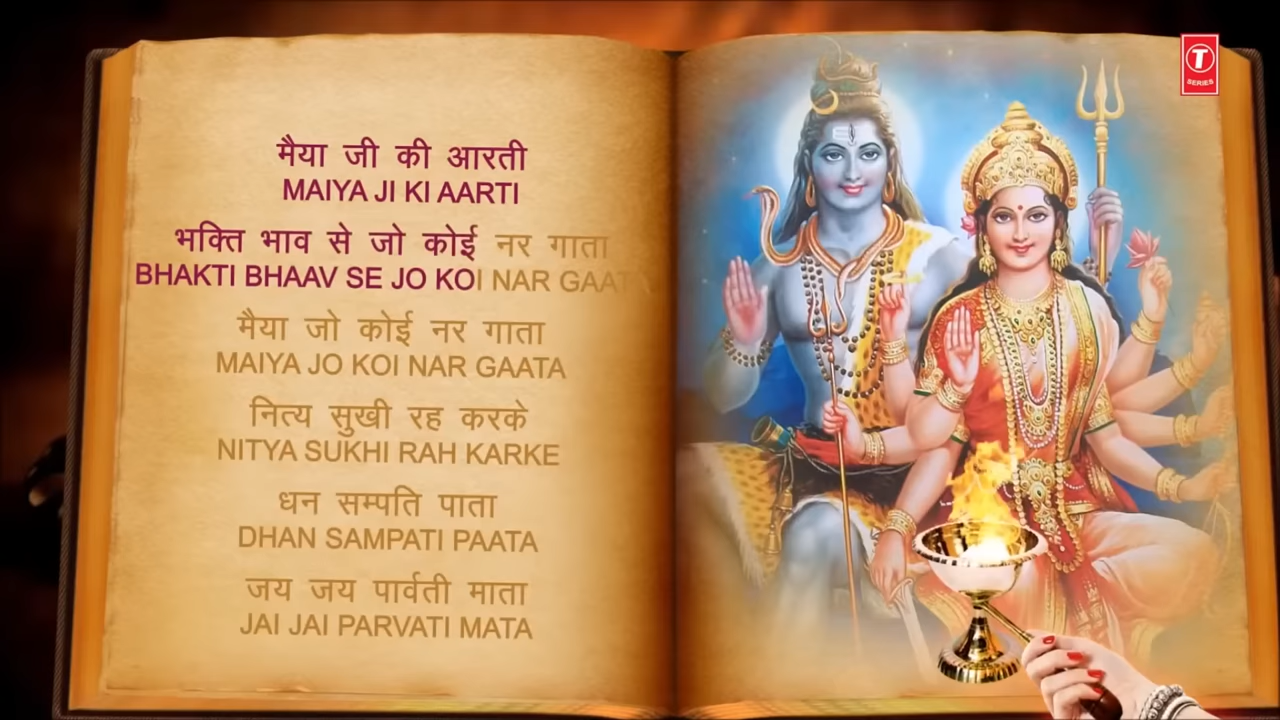 मैया जी की आरती
MAIYA JI KI AARTI
भक्ति भाव से जो कोई नर गाता
BHAKTI BHAAV SE JO KOI NAR GAATA
मैया जो कोई नर गाता
MAIYA JO KOI NAR GAATA
नित्य सुखी रह करके
NITYA SUKHI RAH KARKE
धन सम्पति पाता
DHAN SAMPATI PAATA
जय जय पार्वती माता
JAI JAI PARVATI MATA
T
SERIES